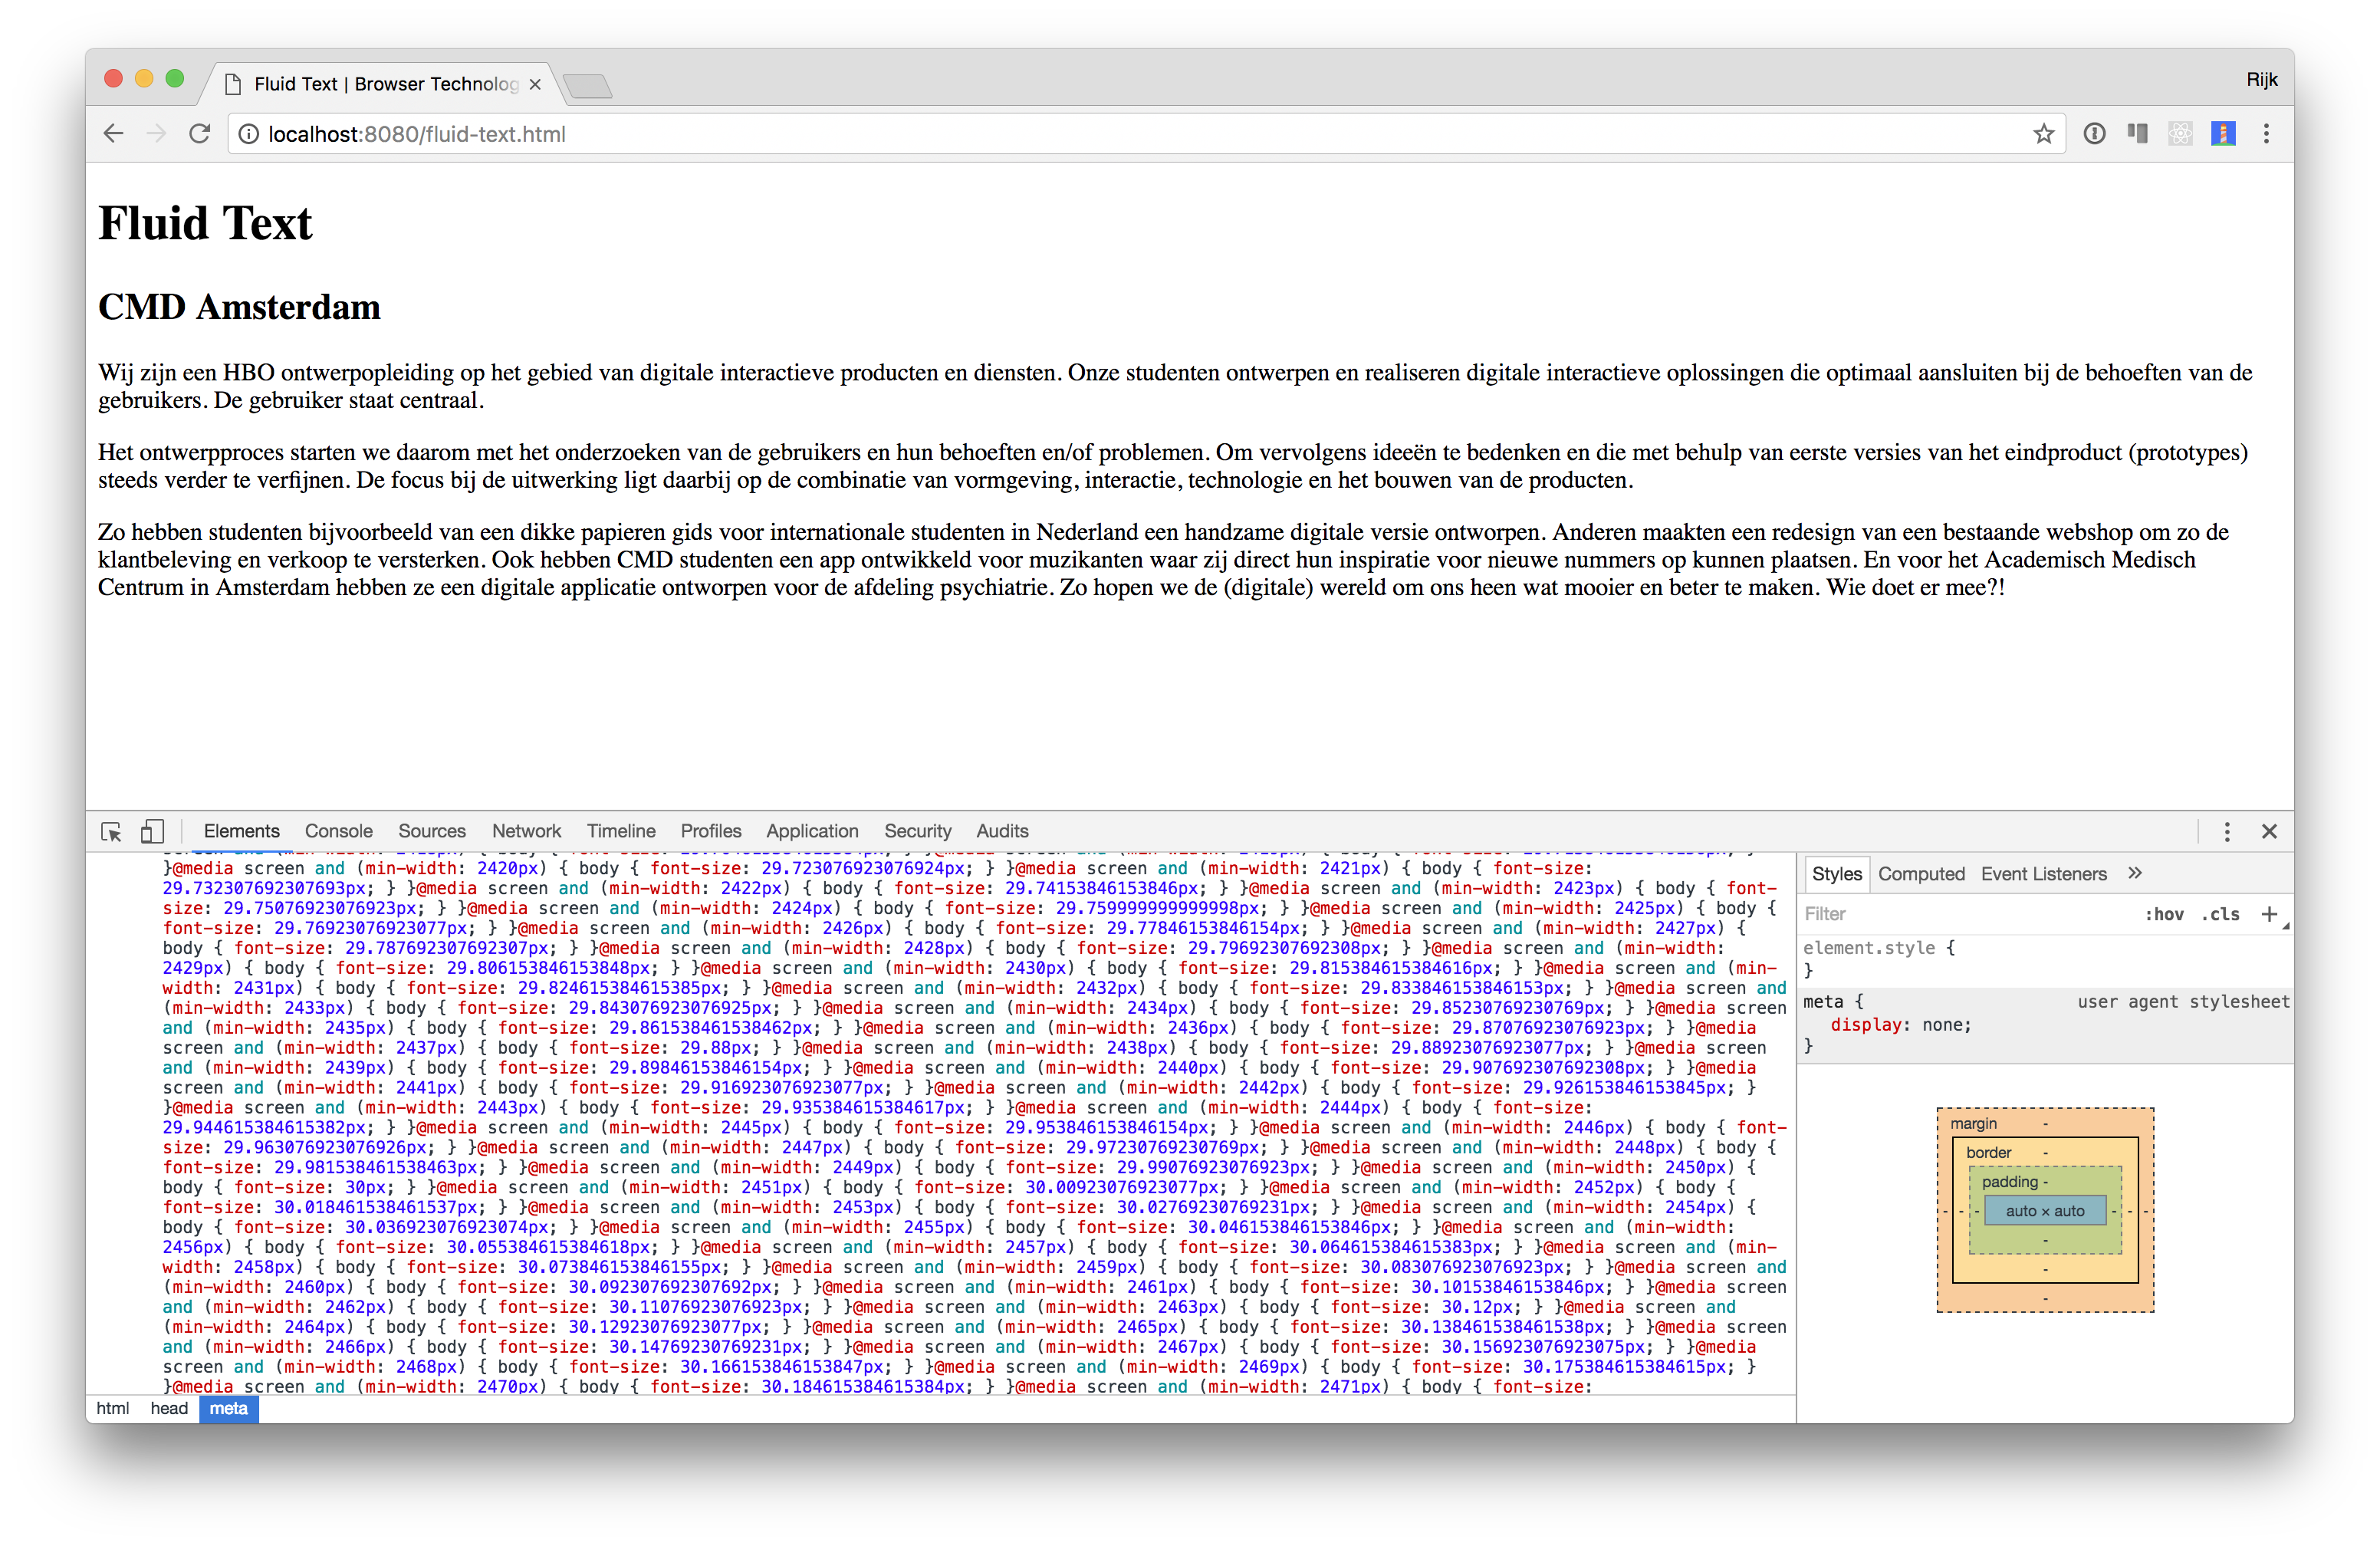 Fluid Text | Browser Technolog
Rijk
localhost:8080/fluid-text.html
Fluid Text
CMD Amsterdam
Wij zijn een HBO ontwerpopleiding op het gebied van digitale interactieve producten en diensten. Onze studenten ontwerpen en realiseren digitale interactieve oplossingen die optimaal aansluiten bij de behoeften van de
gebruikers. De gebruiker staat centraal.
Het ontwerpproces starten we daarom met het onderzoeken van de gebruikers en hun behoeften en/of problemen. Om vervolgens ideeën te bedenken en die met behulp van eerste versies van het eindproduct (prototypes)
steeds verder te verfijnen. De focus bij de uitwerking ligt daarbij op de combinatie van vormgeving, interactie, technologie en het bouwen van de producten.
Zo hebben studenten bijvoorbeeld van een dikke papieren gids voor internationale studenten in Nederland een handzame digitale versie ontworpen. Anderen maakten een redesign van een bestaande webshop om zo de
klantbeleving en verkoop te versterken. Ook hebben CMD studenten een app ontwikkeld voor muzikanten waar zij direct hun inspiratie voor nieuwe nummers op kunnen plaatsen. En voor het Academisch Medisch
Centrum in Amsterdam hebben ze een digitale applicatie ontworpen voor de afdeling psychiatrie. Zo hopen we de (digitale) wereld om ons heen wat mooier en beter te maken. Wie doet er mee?!
Elements Console Sources Network Timeline Profiles Application Security Audits
}@media screen and (min-width: 2420px) { body { font-size: 29.723076923076924px; } }@media screen and (min-width: 2421px) { body { font-size:
29.732307692307693px; } }@media screen and (min-width: 2422px) { body { font-size: 29.74153846153846px; } }@media screen and (min-width: 2423px) { body { font-
size: 29.75076923076923px; } }@media screen and (min-width: 2424px) { body { font-size: 29.759999999999998px; } }@media screen and (min-width: 2425px) { body {
font-size: 29.76923076923077px; } }@media screen and (min-width: 2426px) { body { font-size: 29.77846153846154px; } }@media screen and (min-width: 2427px) {
body { font-size: 29.787692307692307px; } }@media screen and (min-width: 2428px) { body { font-size: 29.79692307692308px; } }@media screen and (min-width:
2429px) { body { font-size: 29.806153846153848px; } }@media screen and (min-width: 2430px) { body { font-size: 29.815384615384616px; } }@media screen and (min-
width: 2431px) { body { font-size: 29.824615384615385px; } }@media screen and (min-width: 2432px) { body { font-size: 29.833846153846153px; } }@media screen and
(min-width: 2433px) { body { font-size: 29.843076923076925px; } }@media screen and (min-width: 2434px) { body { font-size: 29.85230769230769px; } }@media screen
and (min-width: 2435px) { body { font-size: 29.861538461538462px; } }@media screen and (min-width: 2436px) { body { font-size: 29.87076923076923px; } }@media
screen and (min-width: 2437px) { body { font-size: 29.88px; } }@media screen and (min-width: 2438px) { body { font-size: 29.88923076923077px; } }@media screen
and (min-width: 2439px) { body { font-size: 29.89846153846154px; } }@media screen and (min-width: 2440px) { body { font-size: 29.907692307692308px; } }@media
screen and (min-width: 2441px) { body { font-size: 29.916923076923077px; } }@media screen and (min-width: 2442px) { body { font-size: 29.926153846153845px; }
}@media screen and (min-width: 2443px) { body { font-size: 29.935384615384617px; } }@media screen and (min-width: 2444px) { body { font-size:
29.944615384615382px; } }@media screen and (min-width: 2445px) { body { font-size: 29.953846153846154px; } }@media screen and (min-width: 2446px) { body { font-
size: 29.963076923076926px; } }@media screen and (min-width: 2447px) { body { font-size: 29.97230769230769px; } }@media screen and (min-width: 2448px) { body {
font-size: 29.981538461538463px; } }@media screen and (min-width: 2449px) { body { font-size: 29.99076923076923px; } }@media screen and (min-width: 2450px) {
body { font-size: 30px; } }@media screen and (min-width: 2451px) { body { font-size: 30.00923076923077px; } }@media screen and (min-width: 2452px) { body {
font-size: 30.018461538461537px; } }@media screen and (min-width: 2453px) { body { font-size: 30.02769230769231px; } }@media screen and (min-width: 2454px) {
body { font-size: 30.036923076923074px; } }@media screen and (min-width: 2455px) { body { font-size: 30.046153846153846px; } }@media screen and (min-width:
2456px) { body { font-size: 30.055384615384618px; } }@media screen and (min-width: 2457px) { body { font-size: 30.064615384615383px; } }@media screen and (min-
width: 2458px) { body { font-size: 30.073846153846155px; } }@media screen and (min-width: 2459px) { body { font-size: 30.083076923076923px; } }@media screen and
(min-width: 2460px) { body { font-size: 30.092307692307692px; } }@media screen and (min-width: 2461px) { body { font-size: 30.10153846153846px; } }@media screen
and (min-width: 2462px) { body { font-size: 30.11076923076923px; } }@media screen and (min-width: 2463px) { body { font-size: 30.12px; } }@media screen and
(min-width: 2464px) { body { font-size: 30.12923076923077px; } }@media screen and (min-width: 2465px) { body { font-size: 30.138461538461538px; } }@media screen
and (min-width: 2466px) { body { font-size: 30.14769230769231px; } }@media screen and (min-width: 2467px) { body { font-size: 30.156923076923075px; } }@media
screen and (min-width: 2468px) { body { font-size: 30.166153846153847px; } }@media screen and (min-width: 2469px) { body { font-size: 30.175384615384615px; }
}@media screen and (min-width: 2470px) { body { font-size: 30.184615384615384px; } }@media screen and (min-width: 2471px) { body { font-size:
html head meta
Styles Computed Event Listeners »
Filter :hov .cls +
element.style {
}
meta { user agent stylesheet
display: none;
}
margin -
border -
padding -
- - - auto × auto - - -
-
-
-